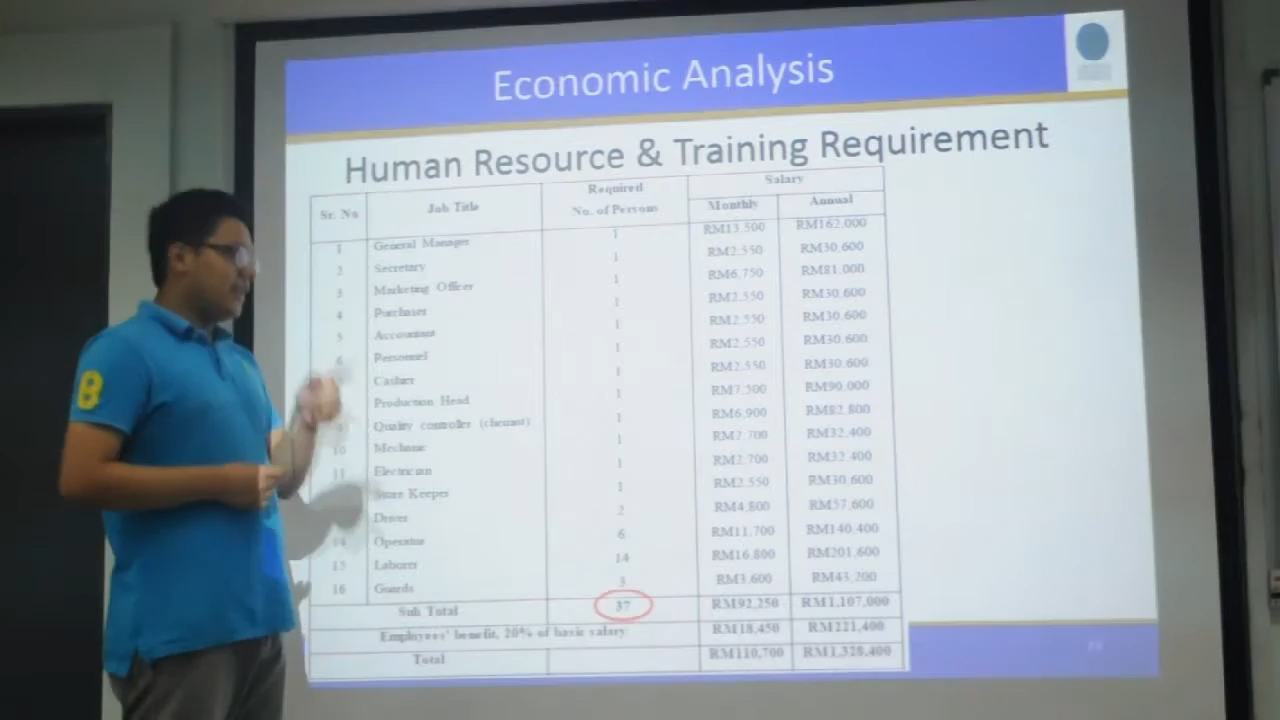 Economic Analysis
Human Resource & Training Requirement
Sr. No Job Title Required No. of Persons Salary
Monthly Annual
1 General Manager 1 RM13,500 RM162,000
2 Secretary 1 RM2,550 RM30,600
3 Marketing Officer 1 RM6,750 RM81,000
4 Purchaser 1 RM2,550 RM30,600
5 Accountant 1 RM2,550 RM30,600
6 Personnel 1 RM2,550 RM30,600
Cashier 1 RM2,550 RM30,600
Production Head 1 RM7,500 RM90,000
9 Quality controller (chemist) 1 RM6,900 RM82,800
10 Mechanic 1 RM2,700 RM32,400
11 Electrician 1 RM2,700 RM32,400
Store Keeper 1 RM2,550 RM30,600
Driver 2 RM4,800 RM57,600
14 Operator 6 RM11,700 RM140,400
15 Laborer 14 RM16,800 RM201,600
16 Guards 3 RM3,600 RM43,200
Sub Total 37 RM92,250 RM1,107,000
Employees' benefit, 20% of basic salary RM18,450 RM221,400
Total RM110,700 RM1,328,400
B